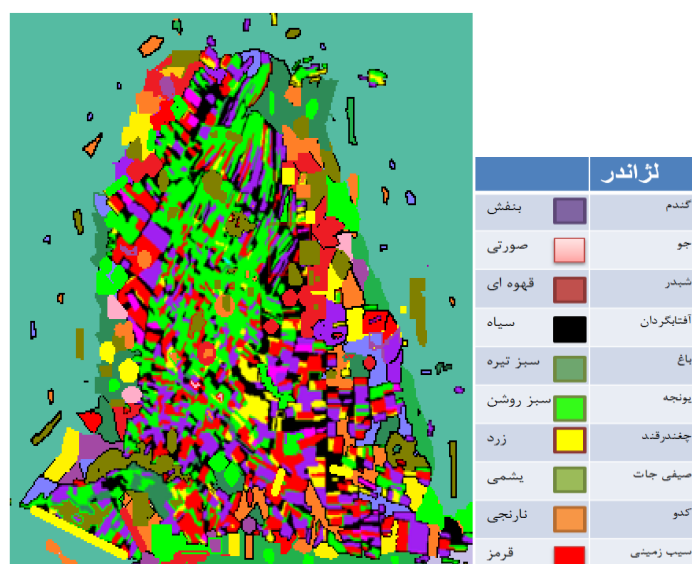 لژاندر
گندم بنفش
جو صورتی
شبدر قهوه ای
آفتابگردان سیاه
باغ سبز تیره
یونجه سبز روشن
چغندرقند زرد
صیفی جات یشمی
کدو نارنجی
سیب زمینی قرمز